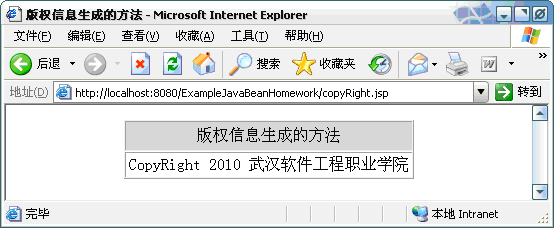 版权信息生成的方法 - Microsoft Internet Explorer
文件(F) 编辑(E) 查看(V) 收藏(A) 工具(T) 帮助(H)
后退 搜索 收藏夹 W
地址(D) http://localhost:8080/ExampleJavaBeanHomework/copyRight.jsp 转到
版权信息生成的方法
CopyRight 2010 武汉软件工程职业学院
完毕 本地 Intranet